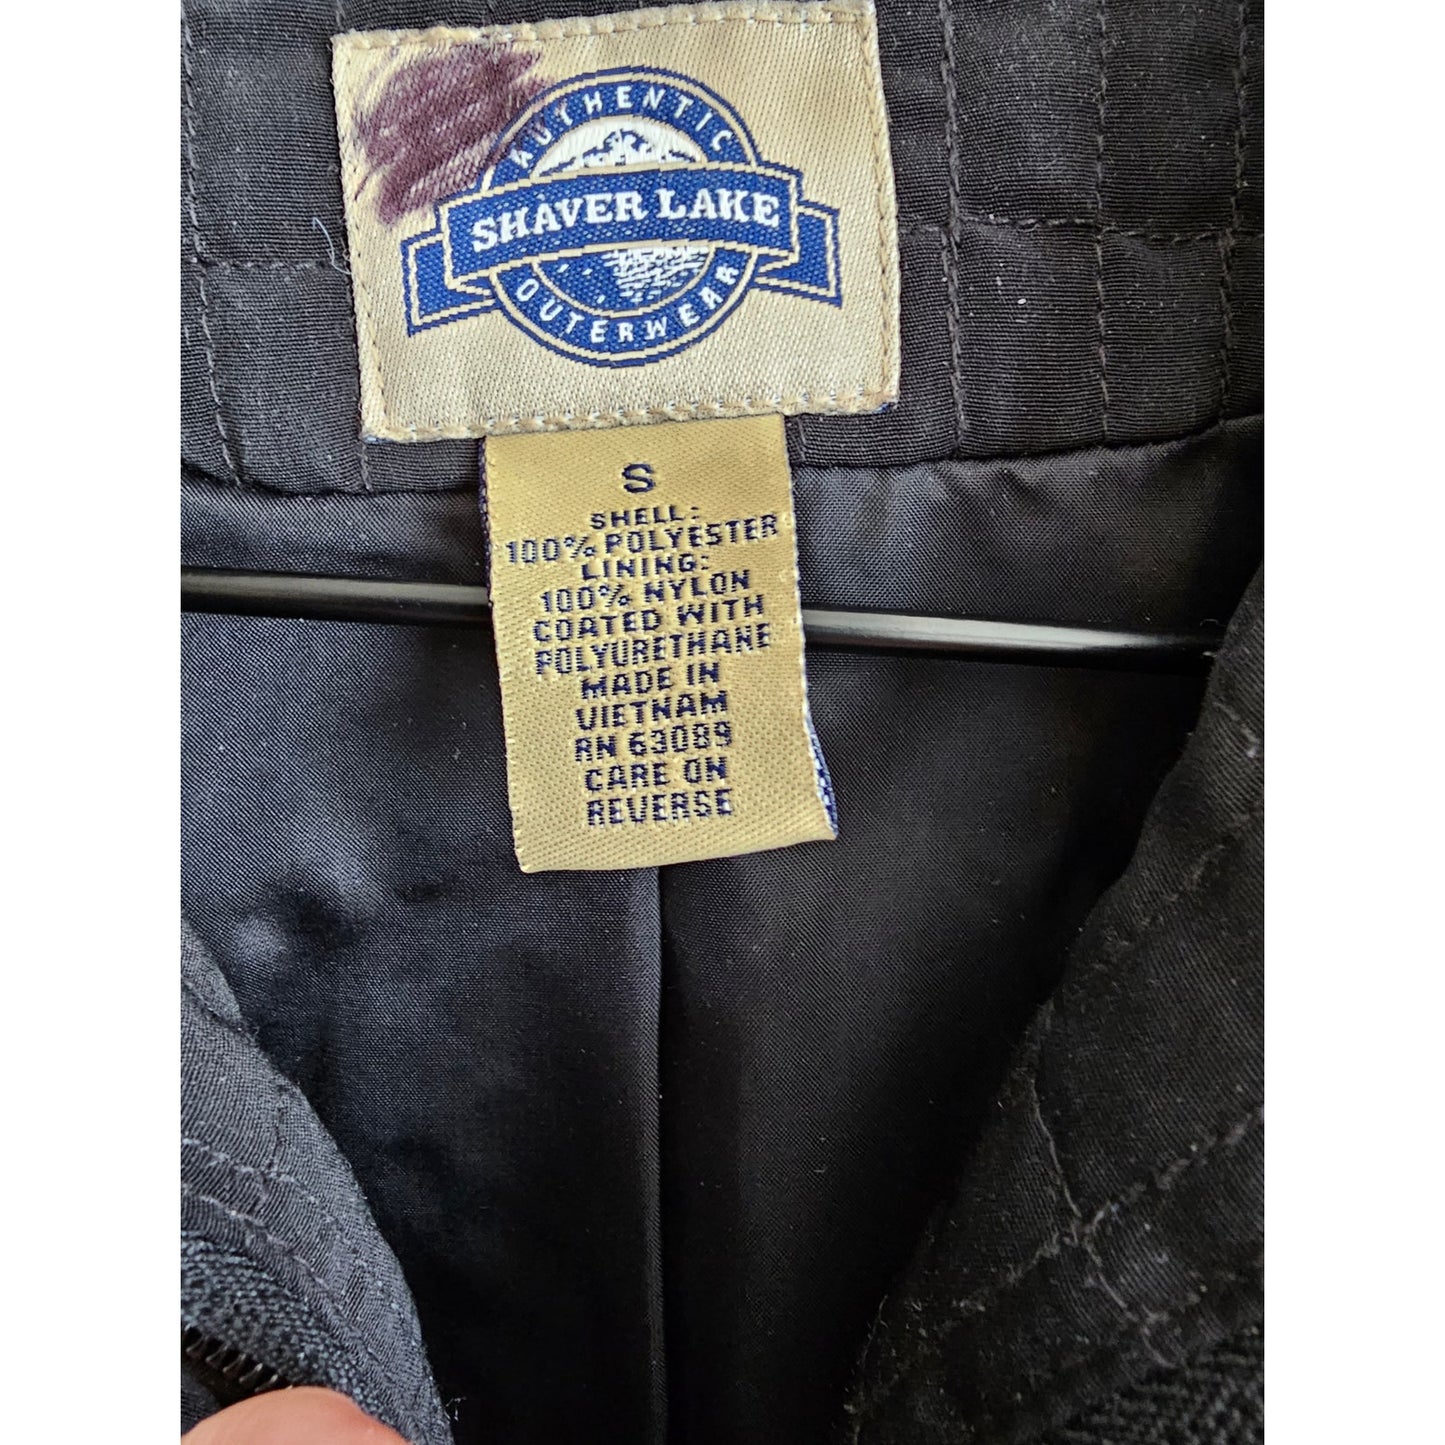 AUTHENTIC
SHAVER LAKE
OUTERWEAR
S
SHELL:
100% POLYESTER
LINING:
100% NYLON
COATED WITH
POLYURETHANE
MADE IN
VIETNAM
RN 63089
CARE ON
REVERSE